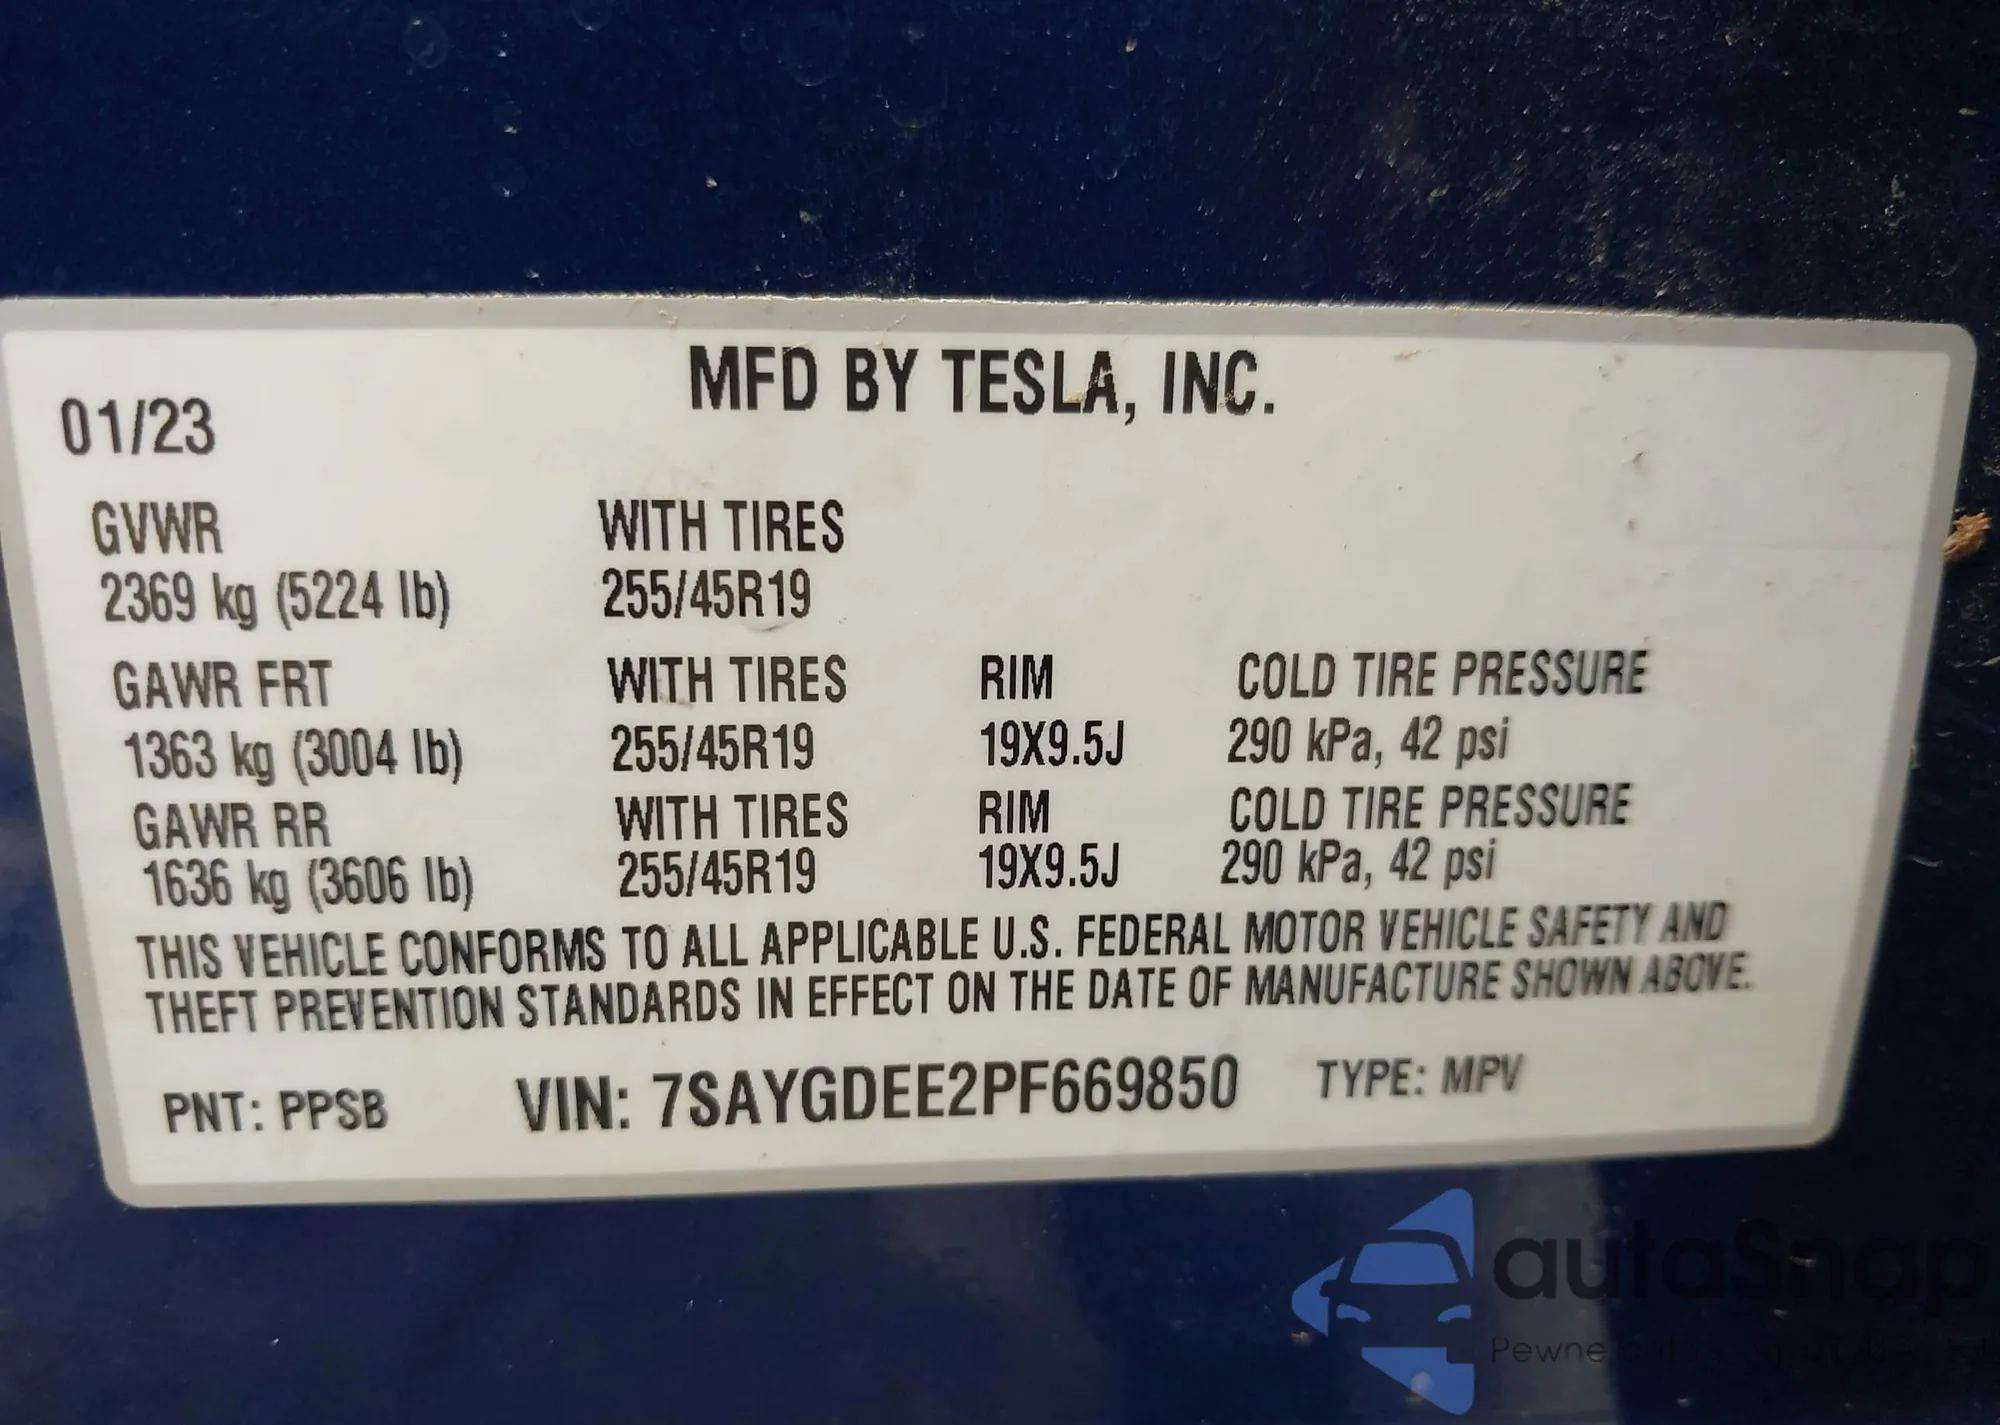 MFD BY TESLA, INC.
01/23
GVWR WITH TIRES
2369 kg (5224 lb) 255/45R19
GAWR FRT WITH TIRES RIM COLD TIRE PRESSURE
1363 kg (3004 lb) 255/45R19 19X9.5J 290 kPa, 42 psi
GAWR RR WITH TIRES RIM COLD TIRE PRESSURE
1636 kg (3606 lb) 255/45R19 19X9.5J 290 kPa, 42 psi
THIS VEHICLE CONFORMS TO ALL APPLICABLE U.S. FEDERAL MOTOR VEHICLE SAFETY AND
THEFT PREVENTION STANDARDS IN EFFECT ON THE DATE OF MANUFACTURE SHOWN ABOVE.
PNT: PPSB VIN: 7SAYGDEE2PF669850 TYPE: MPV
autaSnap
Pewne